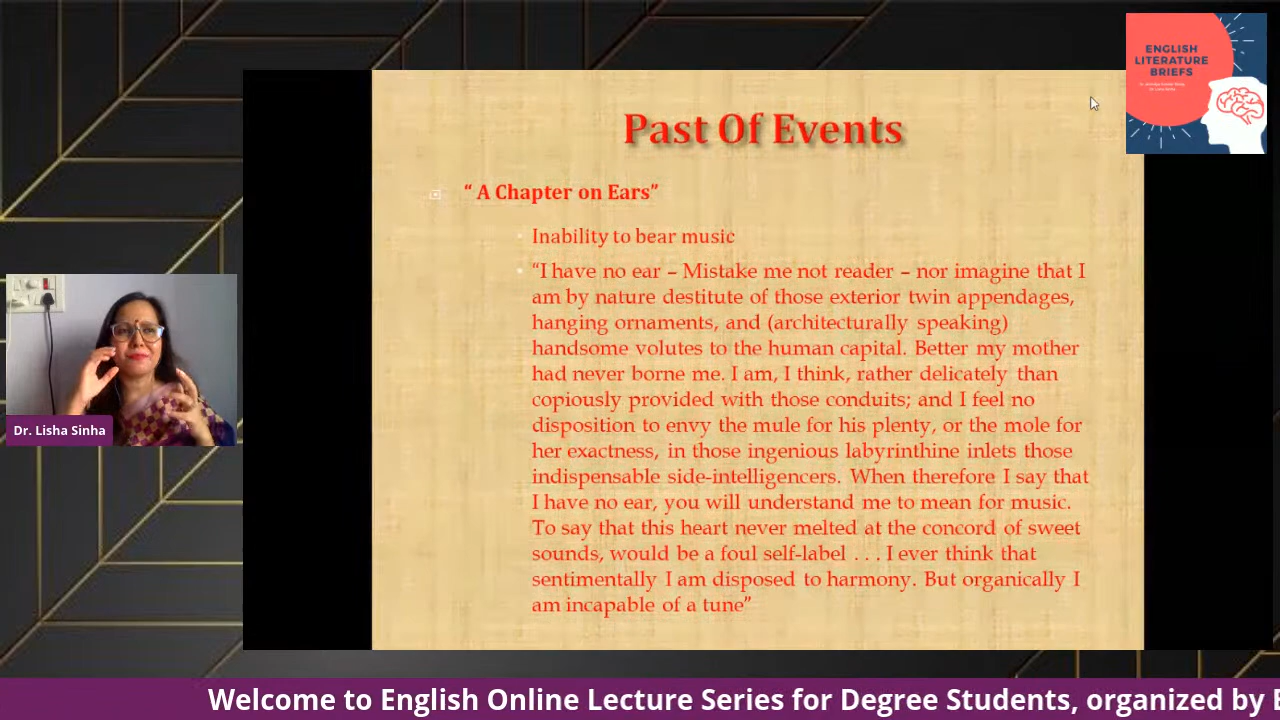 ENGLISH
LITERATURE
BRIEFS
Past Of Events
“ A Chapter on Ears”
Inability to bear music
“I have no ear – Mistake me not reader – nor imagine that I
am by nature destitute of those exterior twin appendages,
hanging ornaments, and (architecturally speaking)
handsome volutes to the human capital. Better my mother
had never borne me. I am, I think, rather delicately than
copiously provided with those conduits; and I feel no
disposition to envy the mule for his plenty, or the mole for
her exactness, in those ingenious labyrinthine inlets those
indispensable side-intelligencers. When therefore I say that
I have no ear, you will understand me to mean for music.
To say that this heart never melted at the concord of sweet
sounds, would be a foul self-label . . . I ever think that
sentimentally I am disposed to harmony. But organically I
am incapable of a tune”
Dr. Lisha Sinha
Welcome to English Online Lecture Series for Degree Students, organized by E